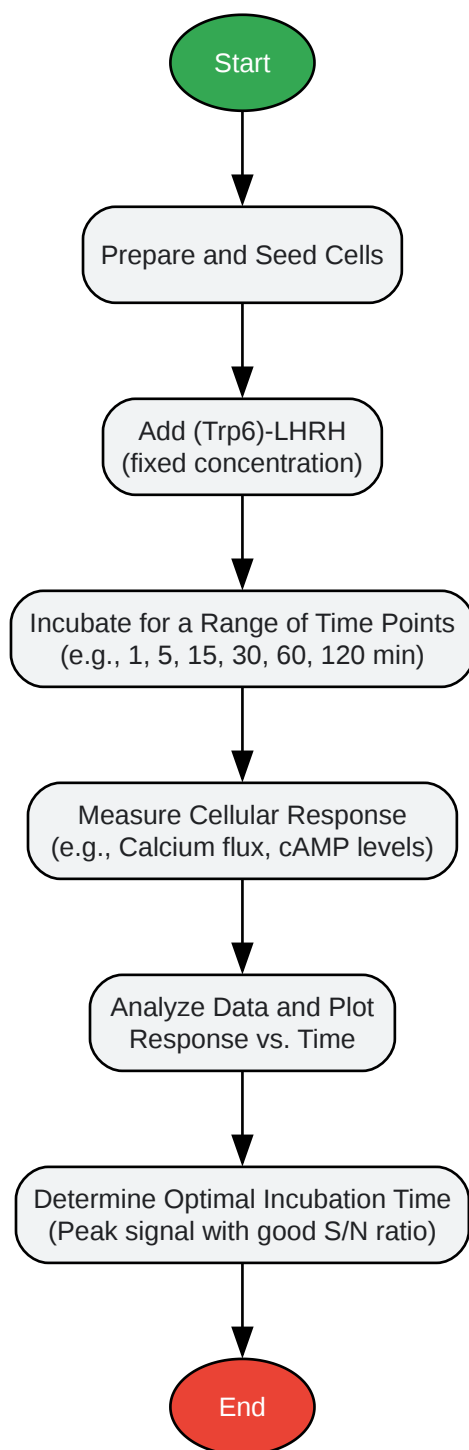 Start
Prepare and Seed Cells
Add (Trp6)-LHRH
(fixed concentration)
Incubate for a Range of Time Points
(e.g., 1, 5, 15, 30, 60, 120 min)
Measure Cellular Response
(e.g., Calcium flux, cAMP levels)
Analyze Data and Plot
Response vs. Time
Determine Optimal Incubation Time
(Peak signal with good S/N ratio)
End